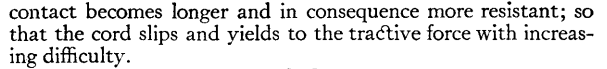 contact becomes longer and in consequence more resistant; so
that the cord slips and yields to the tractive force with increas-
ing difficulty.